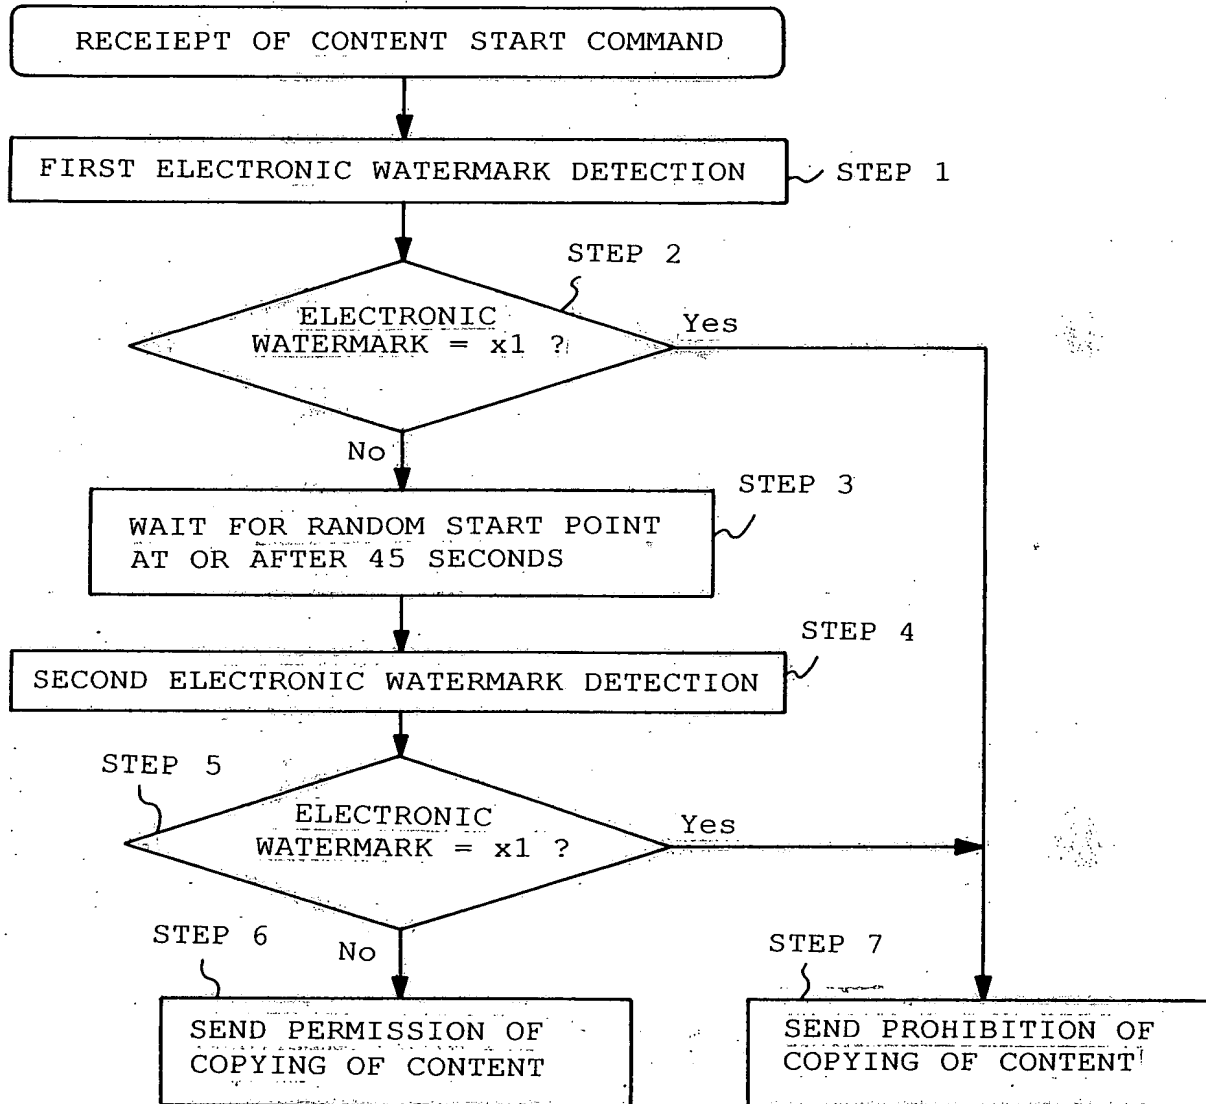 RECEIEPT OF CONTENT START COMMAND
FIRST ELECTRONIC WATERMARK DETECTION
STEP 1
STEP 2
ELECTRONIC
WATERMARK = x1 ?
Yes
No
STEP 3
WAIT FOR RANDOM START POINT
AT OR AFTER 45 SECONDS
STEP 4
SECOND ELECTRONIC WATERMARK DETECTION
STEP 5
ELECTRONIC
WATERMARK = x1 ?
Yes
No
STEP 6
SEND PERMISSION OF
COPYING OF CONTENT
STEP 7
SEND PROHIBITION OF
COPYING OF CONTENT